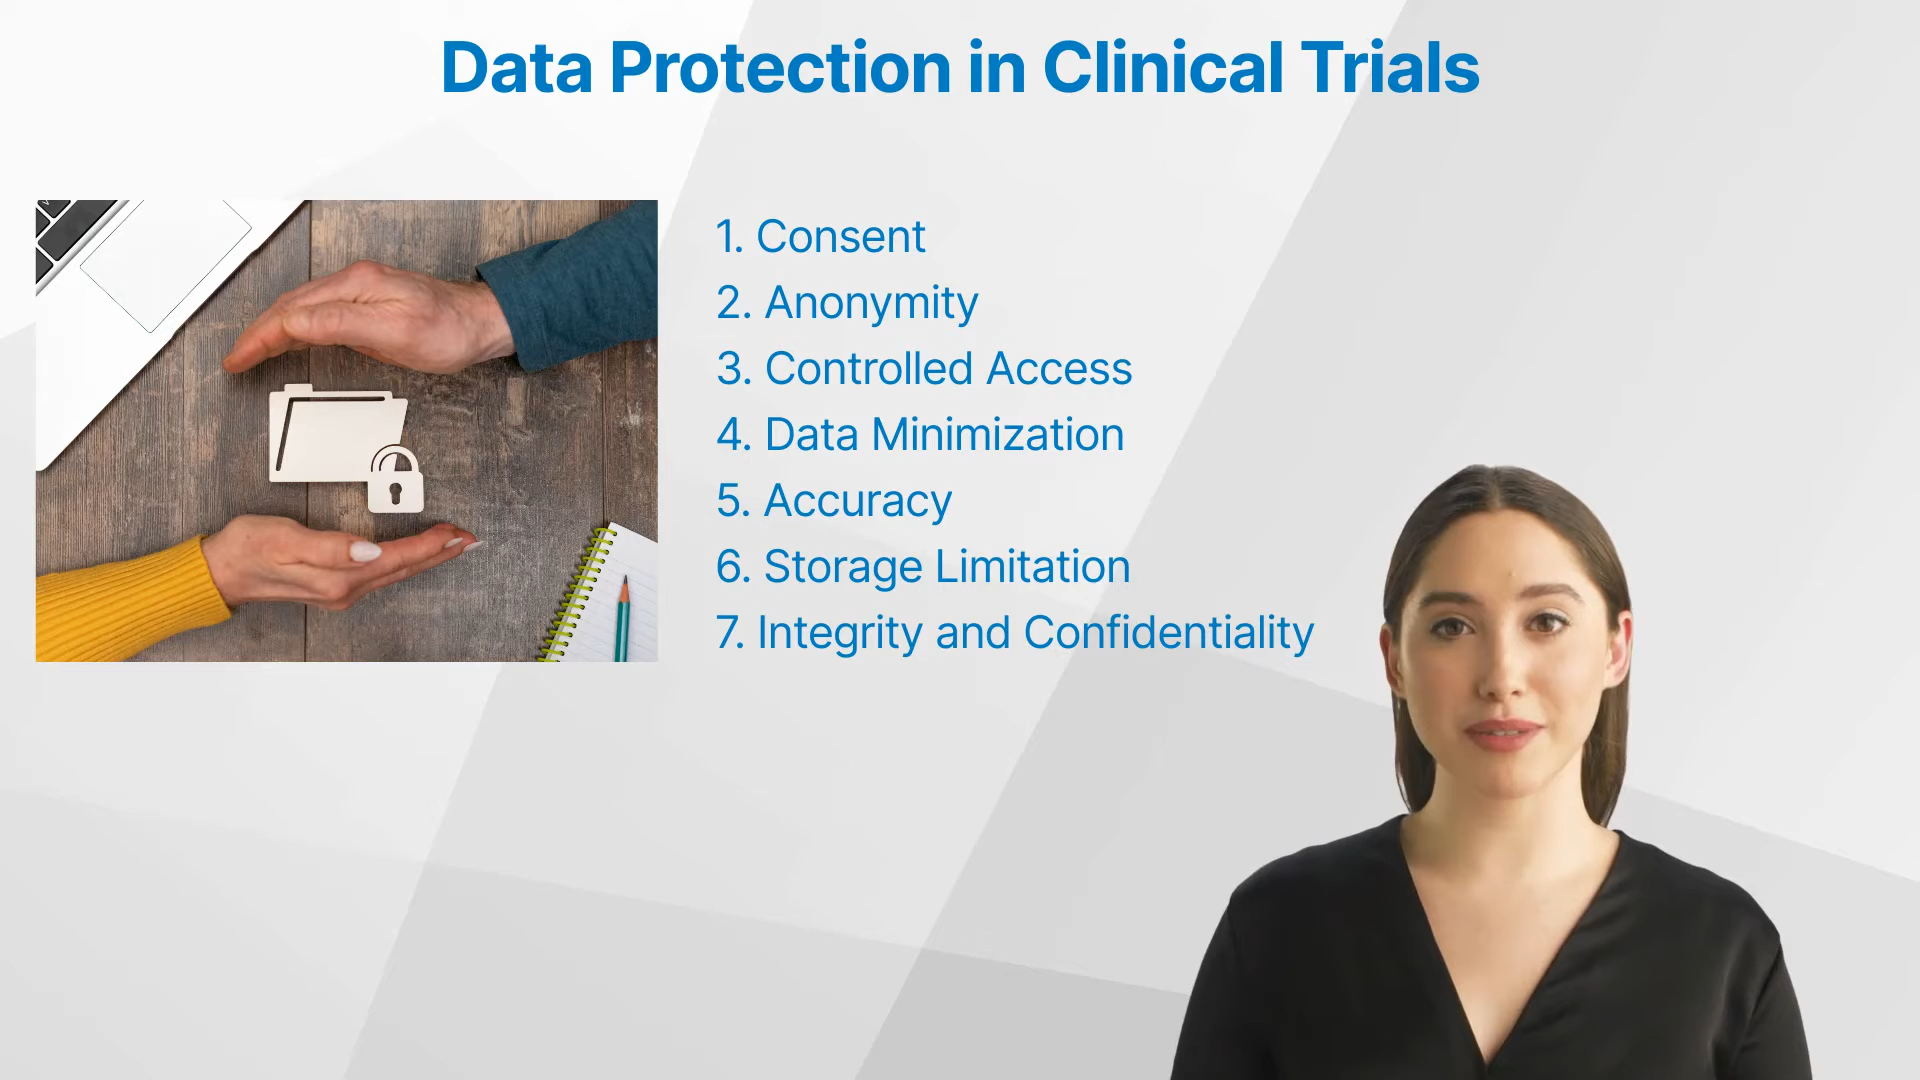 Data Protection in Clinical Trials
1. Consent
2. Anonymity
3. Controlled Access
4. Data Minimization
5. Accuracy
6. Storage Limitation
7. Integrity and Confidentiality